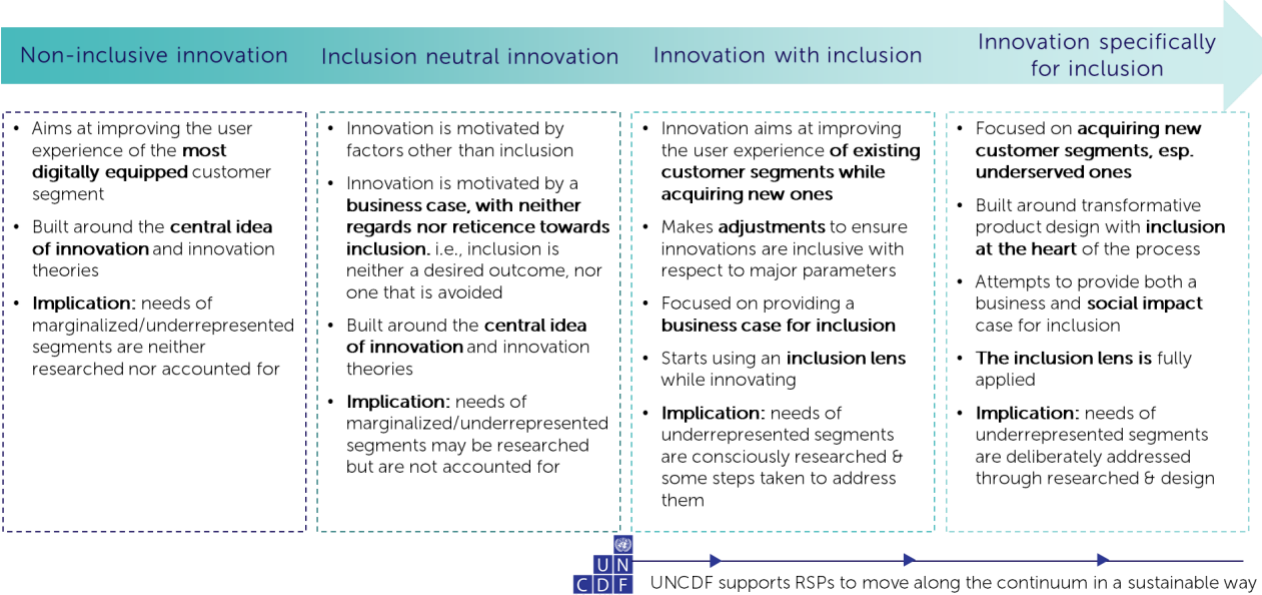 Non-inclusive innovation
Inclusion neutral innovation
Innovation with inclusion
Innovation specifically
for inclusion
• Aims at improving the user
experience of the most
digitally equipped customer
segment
• Built around the central idea
of innovation and innovation
theories
• Implication: needs of
marginalized/underrepresented
segments are neither
researched nor accounted for
• Innovation is motivated by
factors other than inclusion
• Innovation is motivated by a
business case, with neither
regards nor reticence towards
inclusion. i.e., inclusion is
neither a desired outcome, nor
one that is avoided
• Built around the central idea
of innovation and innovation
theories
• Implication: needs of
marginalized/underrepresented
segments may be researched
but are not accounted for
• Innovation aims at improving
the user experience of existing
customer segments while
acquiring new ones
• Makes adjustments to ensure
innovations are inclusive with
respect to major parameters
• Focused on providing a
business case for inclusion
• Starts using an inclusion lens
while innovating
• Implication: needs of
underrepresented segments
are consciously researched &
some steps taken to address
them
• Focused on acquiring new
customer segments, esp.
underserved ones
• Built around transformative
product design with inclusion
at the heart of the process
• Attempts to provide both a
business and social impact
case for inclusion
• The inclusion lens is fully
applied
• Implication: needs of
underrepresented segments
are deliberately addressed
through researched & design
UN
CDF
UNCDF supports RSPs to move along the continuum in a sustainable way